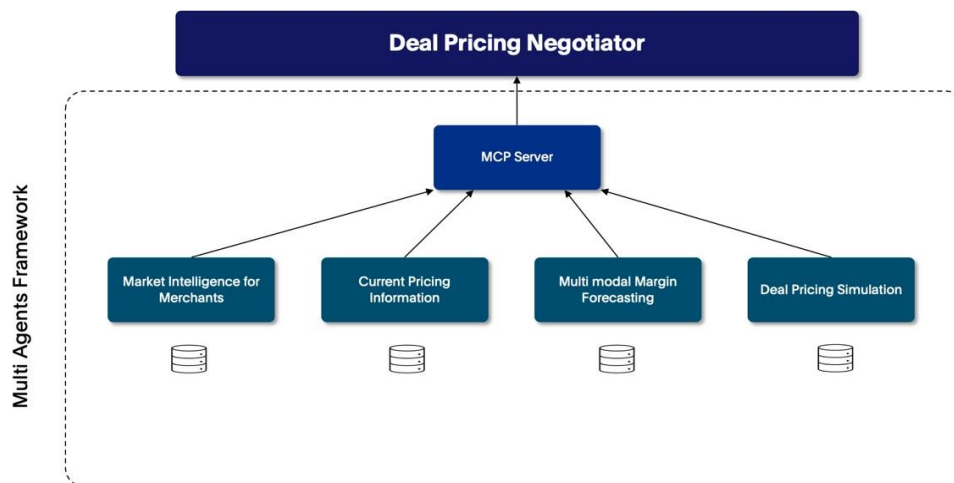 Deal Pricing Negotiator
MCP Server
Multi Agents Framework
Market Intelligence for
Merchants
Current Pricing
Information
Multi modal Margin
Forecasting
Deal Pricing Simulation